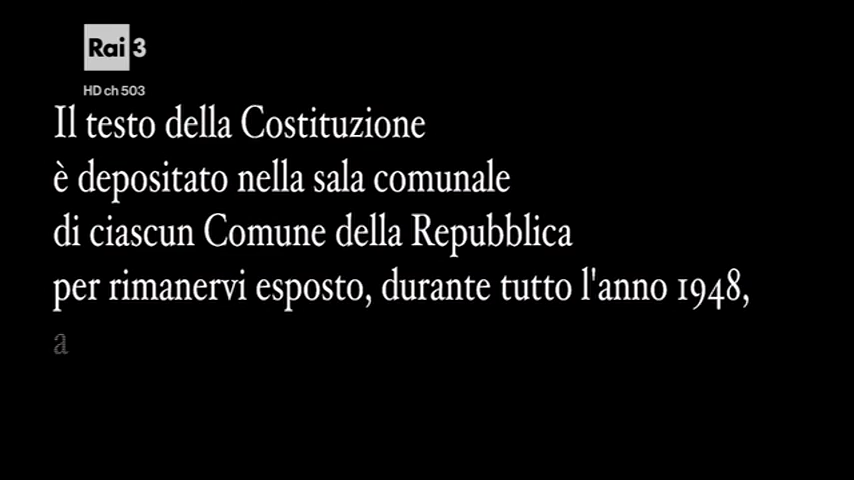 Rai 3
HD ch 503
Il testo della Costituzione
è depositato nella sala comunale
di ciascun Comune della Repubblica
per rimanervi esposto, durante tutto l'anno 1948,
a